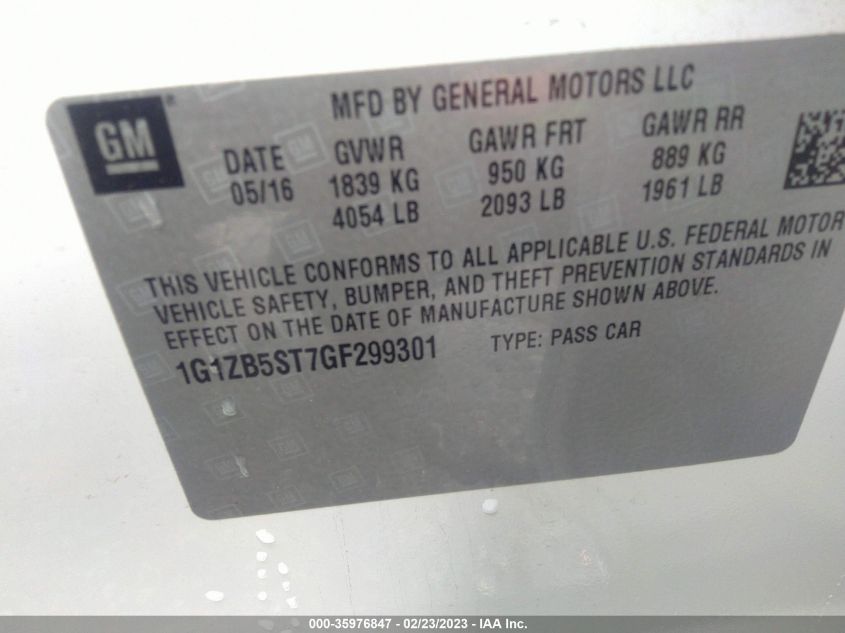 GM
MFD BY GENERAL MOTORS LLC
DATE GVWR GAWR FRT GAWR RR
05/16 1839 KG 950 KG 889 KG
4054 LB 2093 LB 1961 LB
THIS VEHICLE CONFORMS TO ALL APPLICABLE U.S. FEDERAL MOTOR
VEHICLE SAFETY, BUMPER, AND THEFT PREVENTION STANDARDS IN
EFFECT ON THE DATE OF MANUFACTURE SHOWN ABOVE.
1G1ZB5ST7GF299301 TYPE: PASS CAR
000-35976847 - 02/23/2023 - IAA Inc.